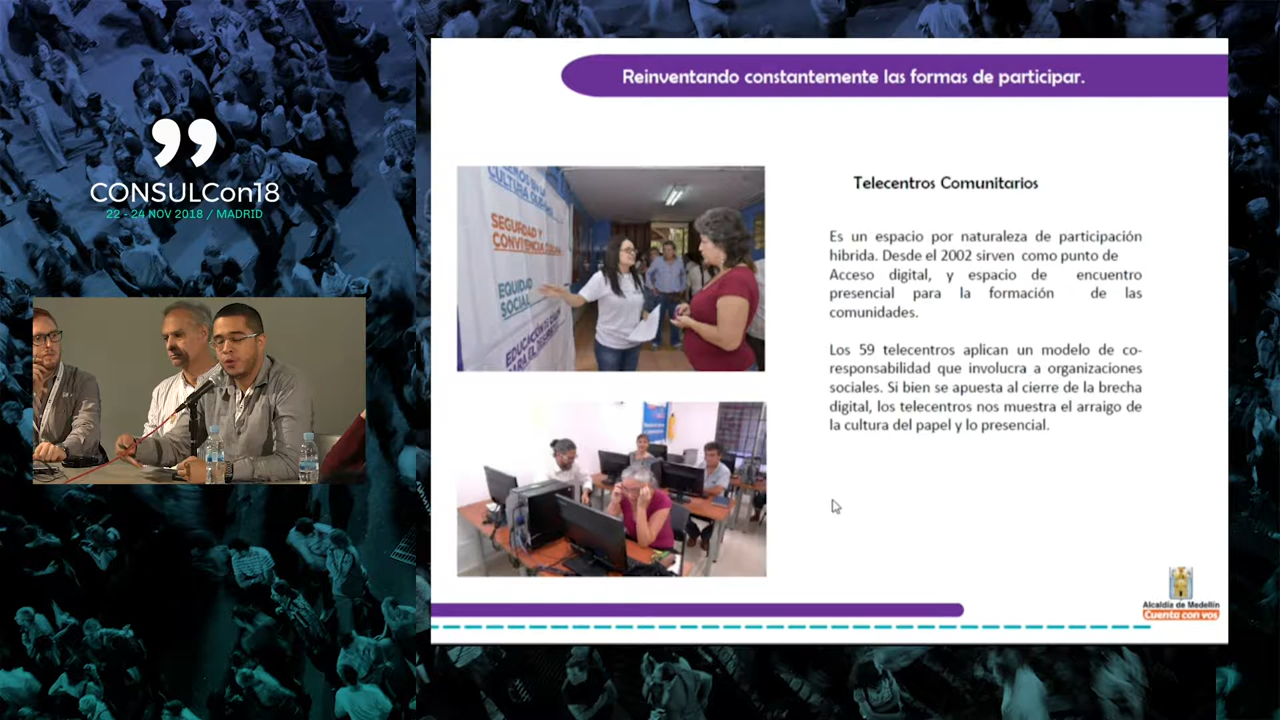 CONSULCon18
22 - 24 NOV 2018 / MADRID
Reinventando constantemente las formas de participar.
CULTURA
SEGURIDAD Y
CONVIVENCIA
EQUIDAD
SOCIAL
Telecentros Comunitarios
Es un espacio por naturaleza de participación
hibrida. Desde el 2002 sirven como punto de
Acceso digital, y espacio de encuentro
presencial para la formación de las
comunidades.
Los 59 telecentros aplican un modelo de co-
responsabilidad que involucra a organizaciones
sociales. Si bien se apuesta al cierre de la brecha
digital, los telecentros nos muestra el arraigo de
la cultura del papel y lo presencial.
Alcaldía de Medellín
Cuenta con vos